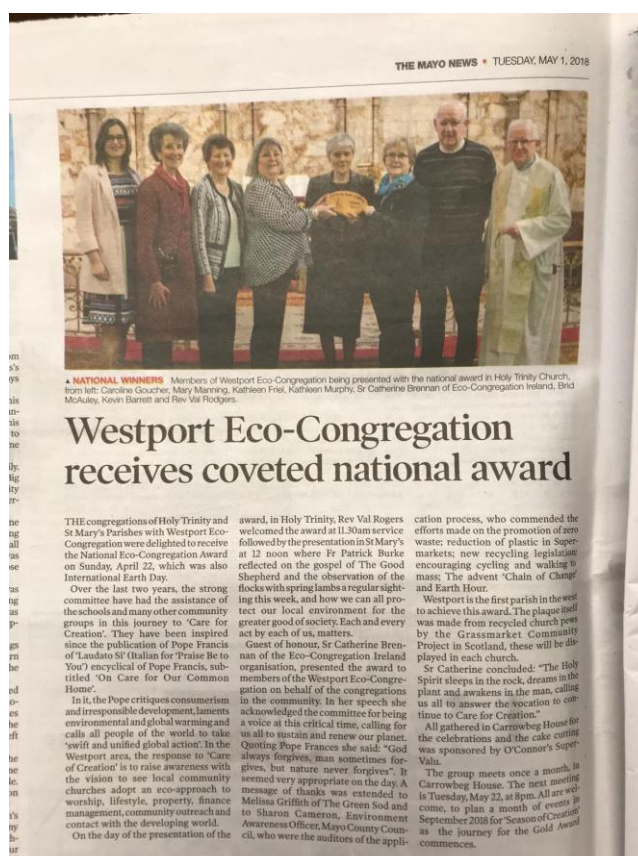 THE MAYO NEWS • TUESDAY, MAY 1, 2018
▲ NATIONAL WINNERS Members of Westport Eco-Congregation being presented with the national award in Holy Trinity Church,
from left: Caroline Goucher, Mary Manning, Kathleen Friel, Kathleen Murphy, Sr Catherine Brennan of Eco-Congregation Ireland, Brid
McAuley, Kevin Barrett and Rev Val Rodgers.
Westport Eco-Congregation
receives coveted national award
THE congregations of Holy Trinity and
St Mary's Parishes with Westport Eco-
Congregation were delighted to receive
the National Eco-Congregation Award
on Sunday, April 22, which was also
International Earth Day.
Over the last two years, the strong
committee have had the assistance of
the schools and many other community
groups in this journey to 'Care for
Creation'. They have been inspired
since the publication of Pope Francis
of 'Laudato Si' (Italian for 'Praise Be to
You') encyclical of Pope Francis, sub-
titled 'On Care for Our Common
Home'.
In it, the Pope critiques consumerism
and irresponsible development, laments
environmental and global warming and
calls all people of the world to take
'swift and unified global action'. In the
Westport area, the response to 'Care
of Creation' is to raise awareness with
the vision to see local community
churches adopt an eco-approach to
worship, lifestyle, property, finance
management, community outreach and
contact with the developing world.
On the day of the presentation of the
award, in Holy Trinity, Rev Val Rogers
welcomed the award at 11.30am service
followed by the presentation in St Mary's
at 12 noon where Fr Patrick Burke
reflected on the gospel of The Good
Shepherd and the observation of the
flocks with spring lambs a regular sight-
ing this week, and how we can all pro-
tect our local environment for the
greater good of society. Each and every
act by each of us, matters.
Guest of honour, Sr Catherine Bren-
nan of the Eco-Congregation Ireland
organisation, presented the award to
members of the Westport Eco-Congre-
gation on behalf of the congregations
in the community. In her speech she
acknowledged the committee for being
a voice at this critical time, calling for
us all to sustain and renew our planet.
Quoting Pope Frances she said: "God
always forgives, man sometimes for-
gives, but nature never forgives". It
seemed very appropriate on the day. A
message of thanks was extended to
Melissa Griffith of The Green Sod and
to Sharon Cameron, Environment
Awareness Officer, Mayo County Coun-
cil, who were the auditors of the appli-
cation process, who commended the
efforts made on the promotion of zero
waste; reduction of plastic in Super-
markets; new recycling legislation;
encouraging cycling and walking to
mass; The advent 'Chain of Change'
and Earth Hour.
Westport is the first parish in the west
to achieve this award. The plaque itself
was made from recycled church pews
by the Grassmarket Community
Project in Scotland, these will be dis-
played in each church.
Sr Catherine concluded: "The Holy
Spirit sleeps in the rock, dreams in the
plant and awakens in the man, calling
us all to answer the vocation to con-
tinue to Care for Creation."
All gathered in Carrowbeg House for
the celebrations and the cake cutting
was sponsored by O'Connor's Super-
Valu.
The group meets once a month, in
Carrowbeg House. The next meeting
is Tuesday, May 22, at 8pm. All are wel-
come, to plan a month of events in
September 2018 for 'Season of Creation'
as the journey for the Gold Award
commences.